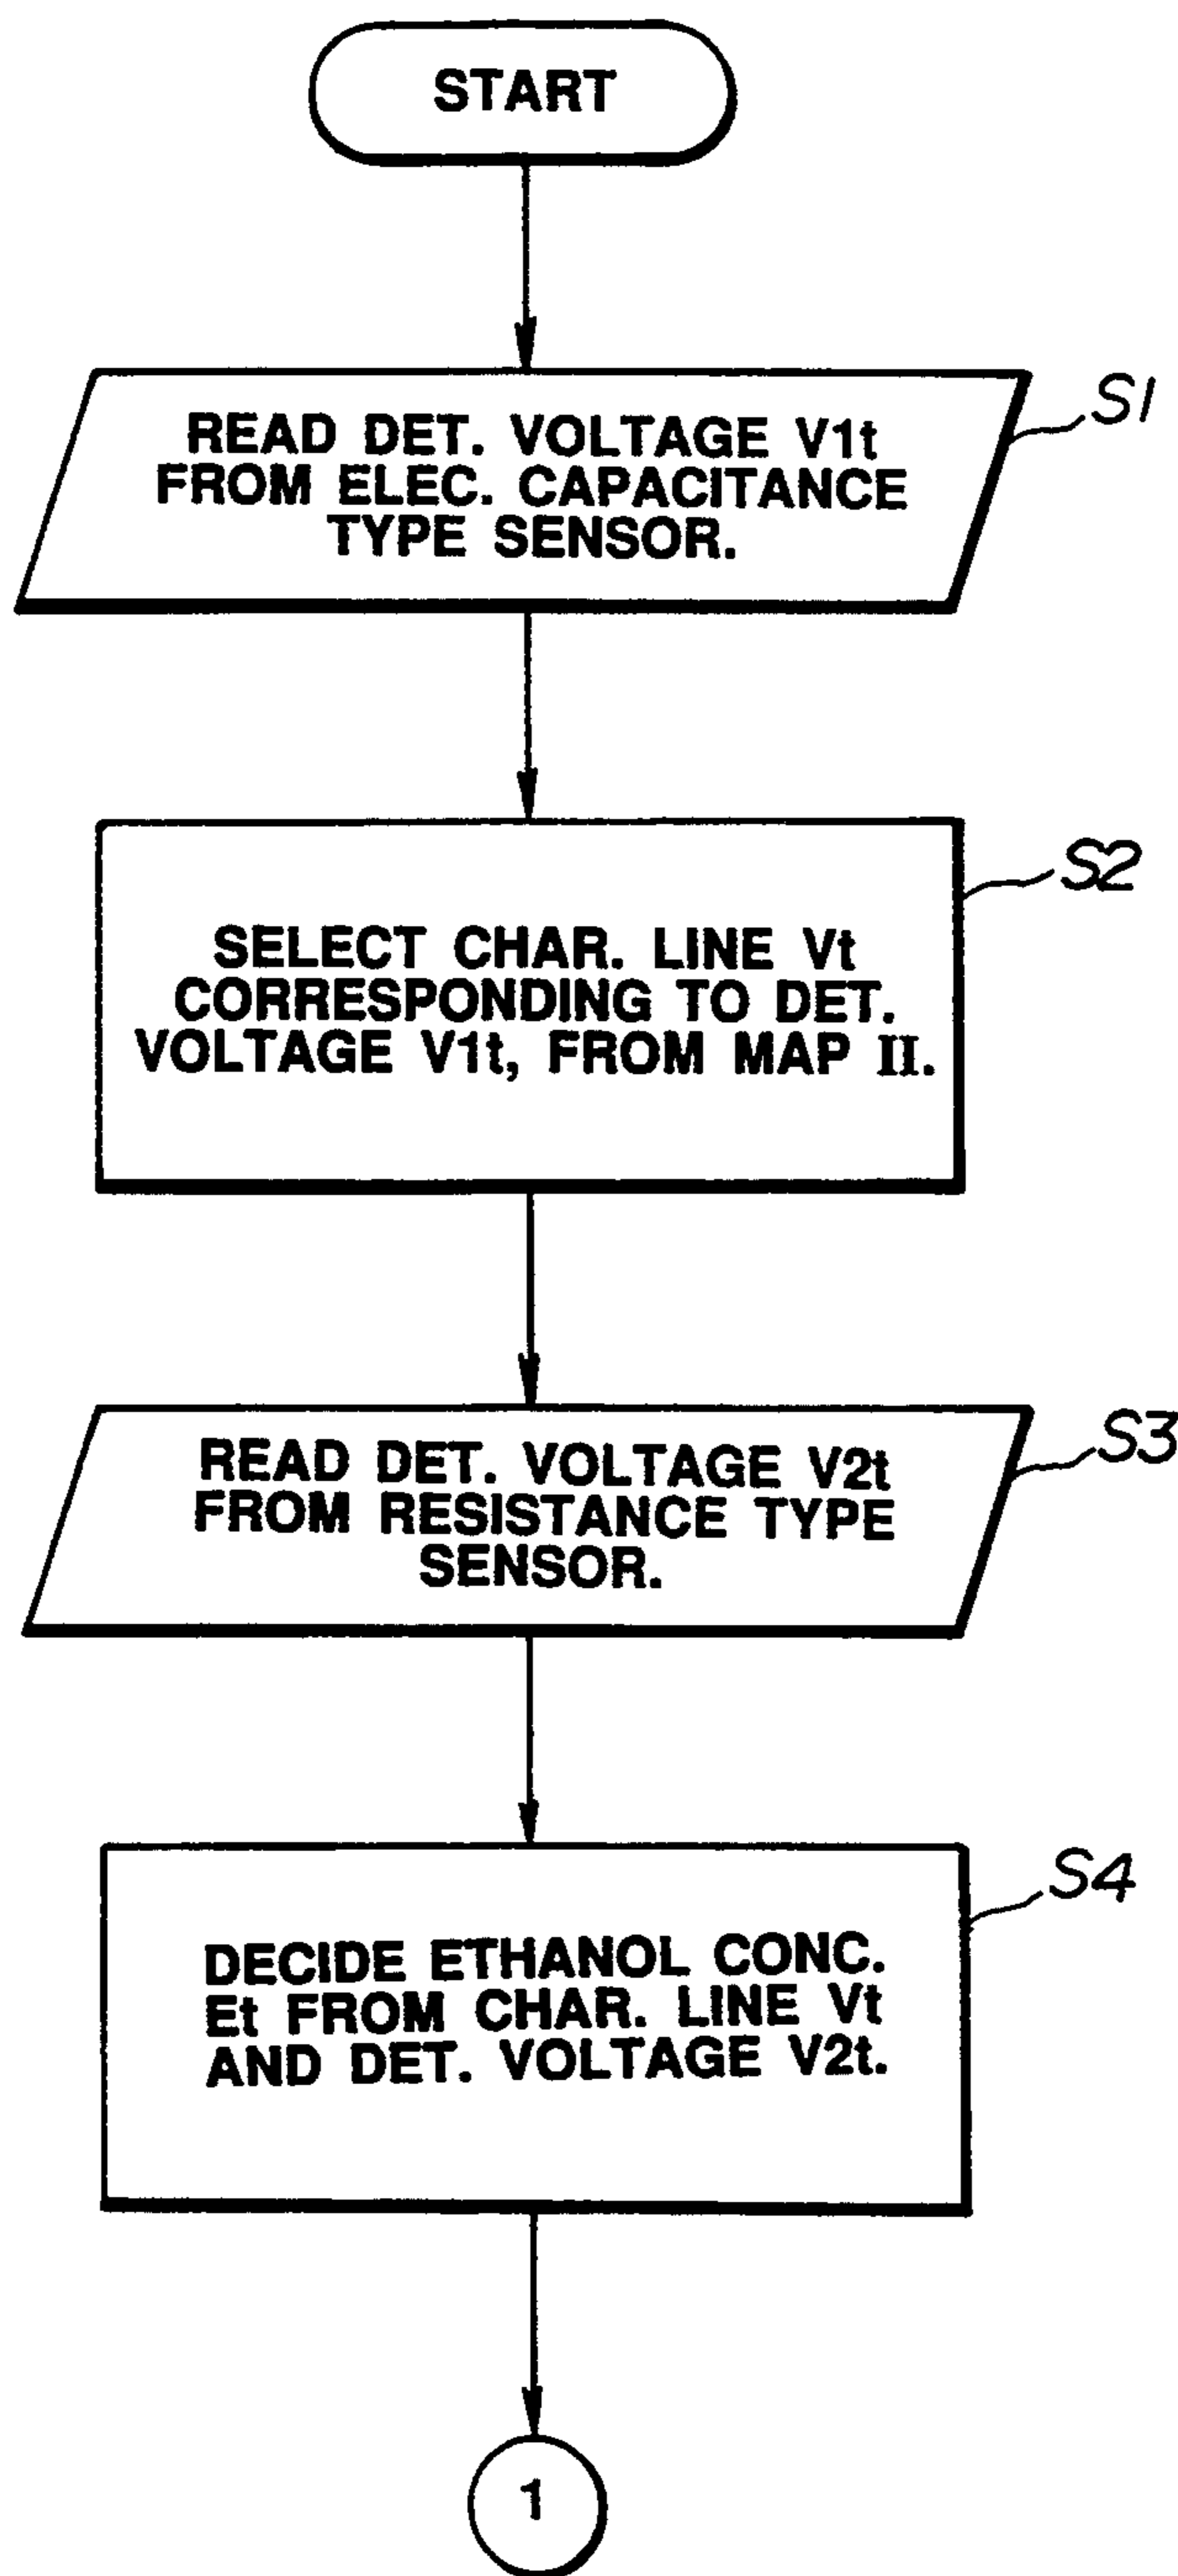 START
READ DET. VOLTAGE V1t
FROM ELEC. CAPACITANCE
TYPE SENSOR.
S1
SELECT CHAR. LINE Vt
CORRESPONDING TO DET.
VOLTAGE V1t, FROM MAP II.
S2
READ DET. VOLTAGE V2t
FROM RESISTANCE TYPE
SENSOR.
S3
DECIDE ETHANOL CONC.
Et FROM CHAR. LINE Vt
AND DET. VOLTAGE V2t.
S4
1